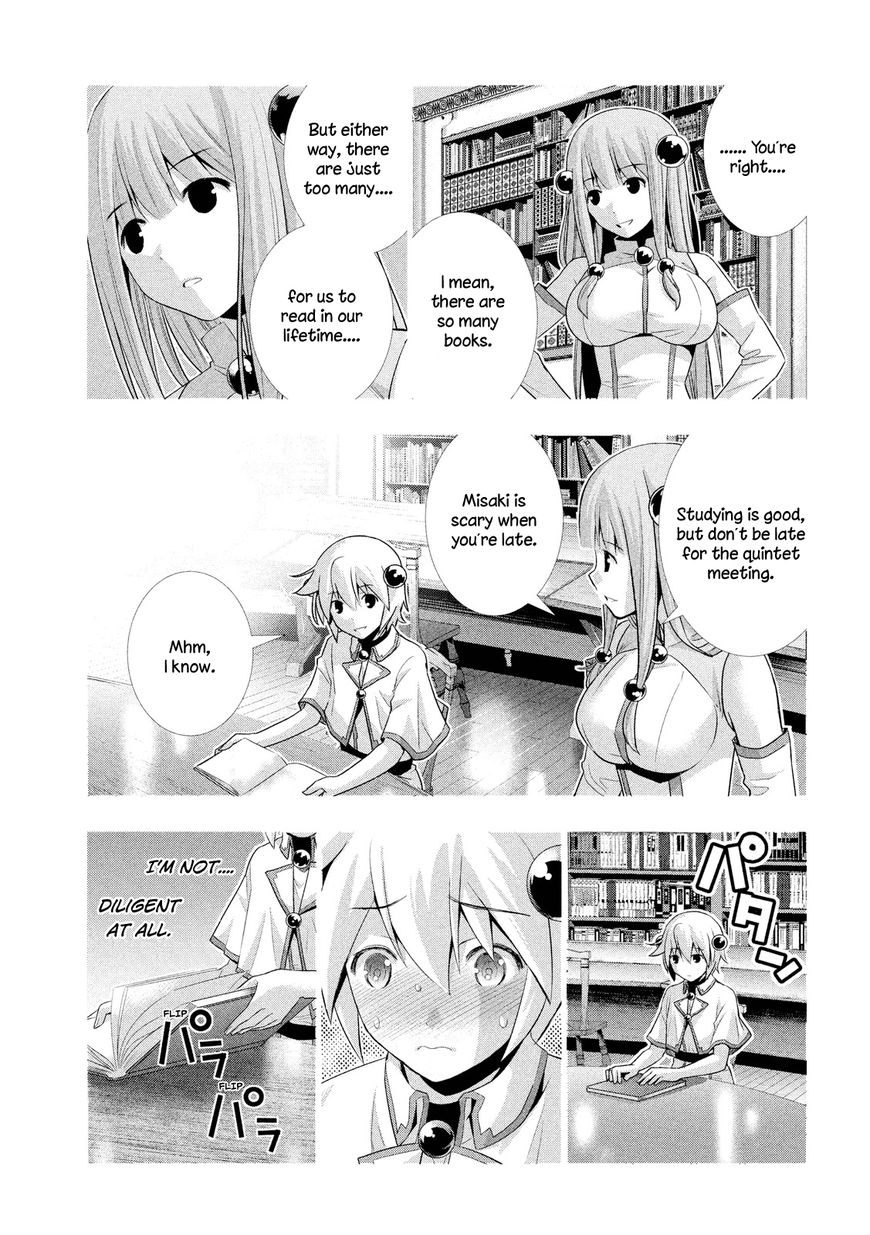 ...... You're
right....
I mean,
there are
so many
books.
But either
way, there
are just
too many....
for us to
read in our
lifetime....
Studying is good,
but don't be late
for the quintet
meeting.
Misaki is
scary when
you're late.
Mhm,
I know.
パタン
I'M NOT....
DILIGENT
AT ALL.
FLIP
パラ
FLIP
パラ